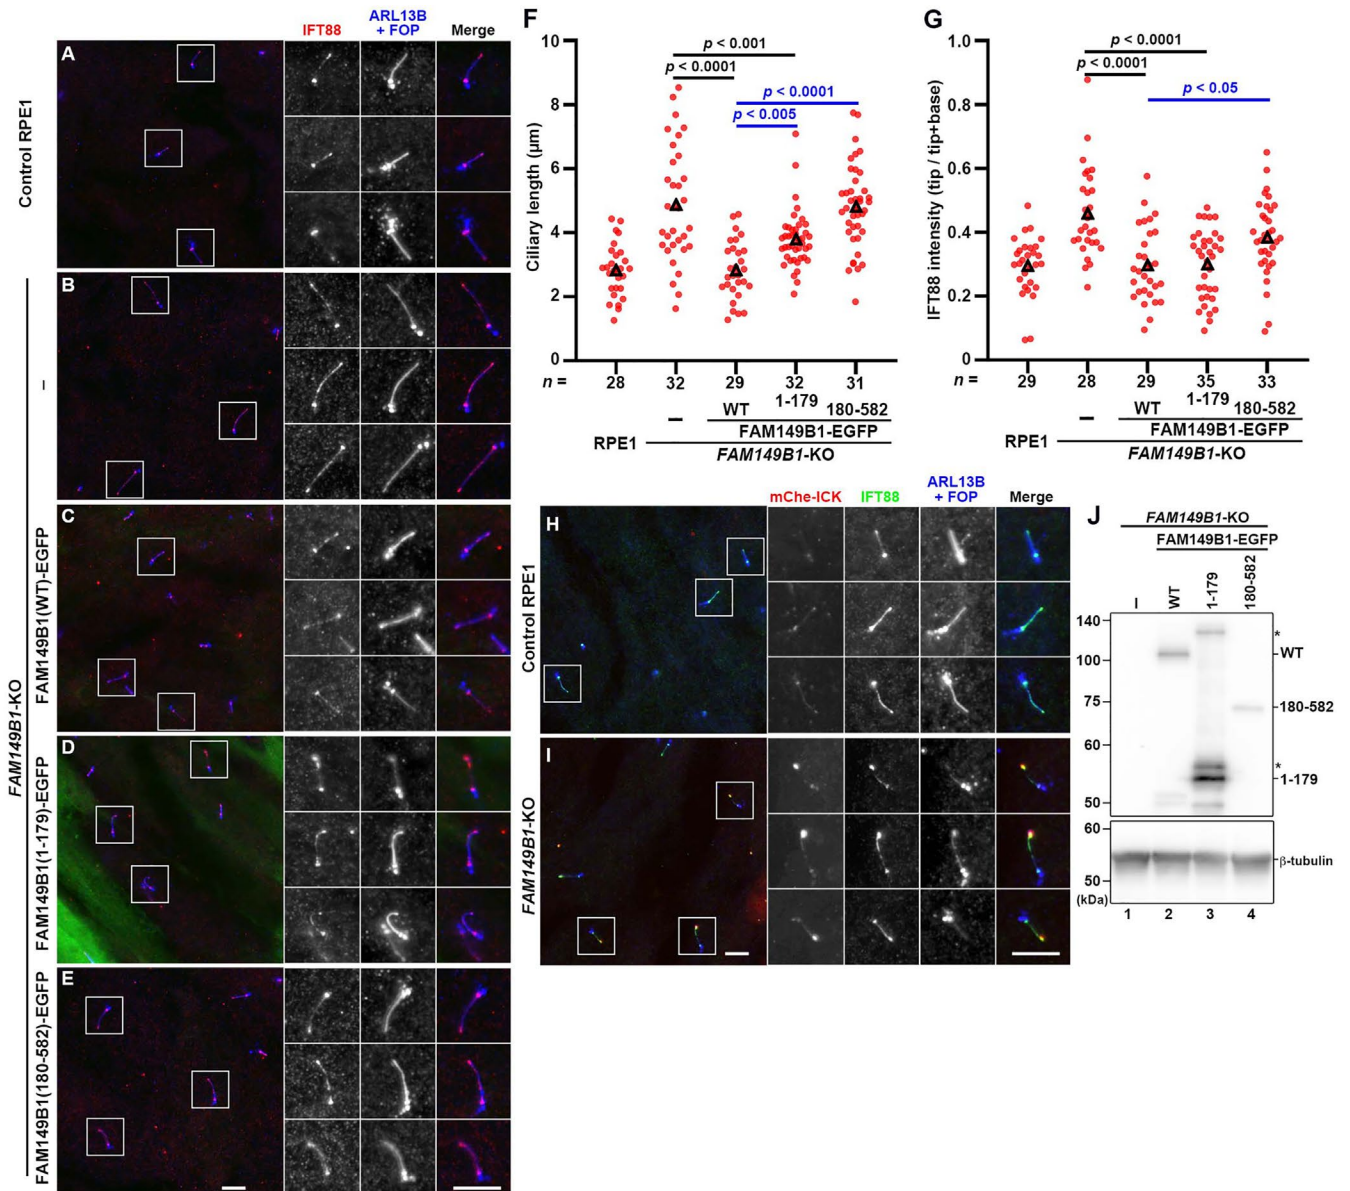 IFT88
ARL13B
+ FOP
Merge
Control RPE1
A
B
–
C
FAM149B1(WT)-EGFP
D
FAM149B1(1-179)-EGFP
E
FAM149B1(180-582)-EGFP
FAM149B1-KO
F
Ciliary length (μm)
10
8
6
4
2
0
p < 0.001
p < 0.0001
p < 0.0001
p < 0.005
n =
28
32
29
32
31
–
WT
1-179
180-582
FAM149B1-EGFP
RPE1
FAM149B1-KO
G
IFT88 intensity (tip / tip+base)
1.0
0.8
0.6
0.4
0.2
0
p < 0.0001
p < 0.0001
p < 0.05
n =
29
28
29
35
33
–
WT
1-179
180-582
FAM149B1-EGFP
RPE1
FAM149B1-KO
mChe-ICK
IFT88
ARL13B
+ FOP
Merge
H
Control RPE1
I
FAM149B1-KO
J
FAM149B1-KO
FAM149B1-EGFP
–
WT
1-179
180-582
140
100
75
60
50
*
WT
180-582
*
1-179
60
50
β-tubulin
(kDa)
1
2
3
4